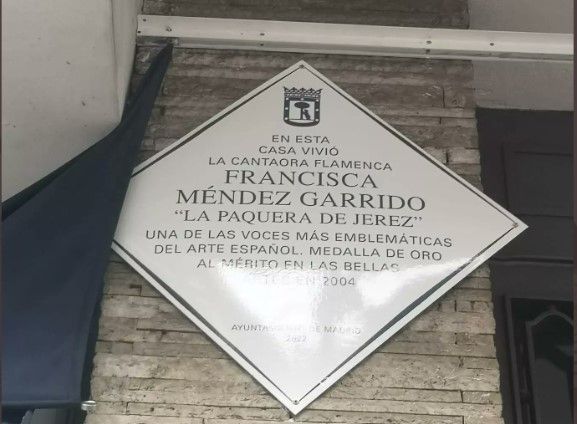 EN ESTA
CASA VIVIÓ
LA CANTAORA FLAMENCA
FRANCISCA
MÉNDEZ GARRIDO
“LA PAQUERA DE JEREZ”
UNA DE LAS VOCES MÁS EMBLEMÁTICAS
DEL ARTE ESPAÑOL. MEDALLA DE ORO
AL MÉRITO EN LAS BELLAS
EN 2004
AYUNTAMIENTO DE MADRID
2022